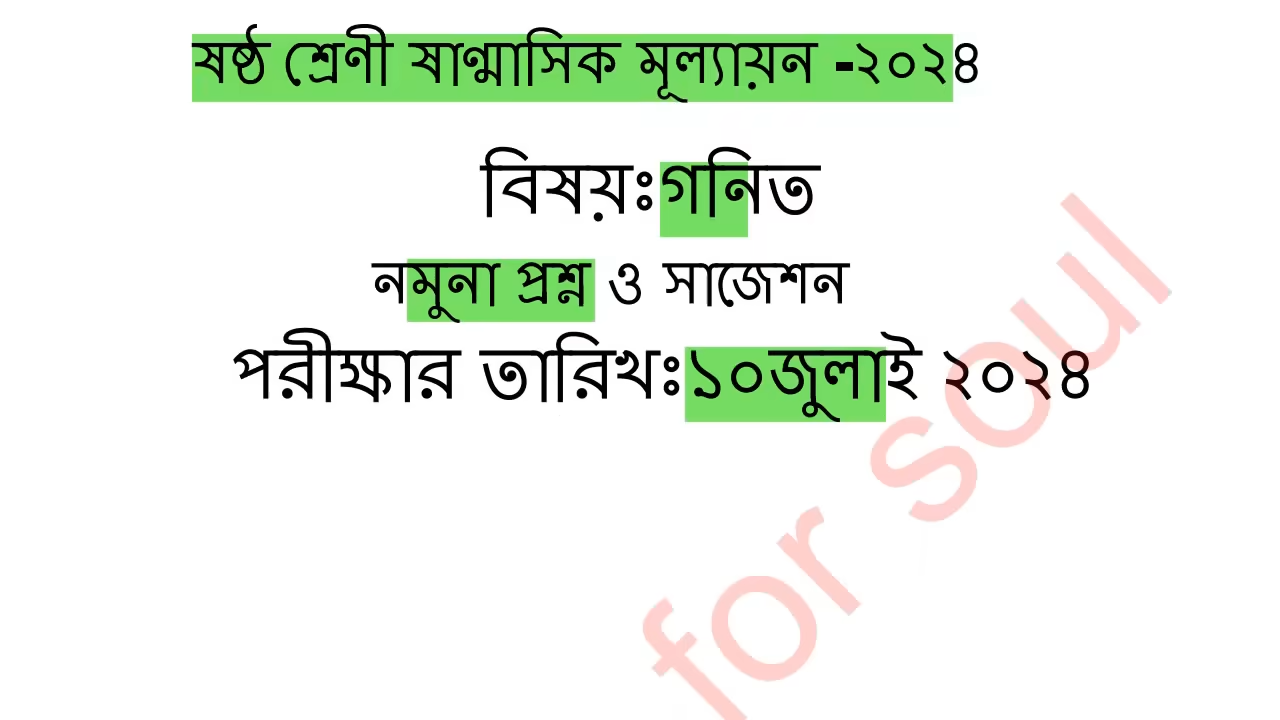 ষষ্ঠ শ্রেণী ষাণ্মাসিক মূল্যায়ন -২০২৪
বিষয়ঃগনিত
নমুনা প্রশ্ন ও সাজেশন
পরীক্ষার তারিখঃ১০জুলাই ২০২৪
for soul